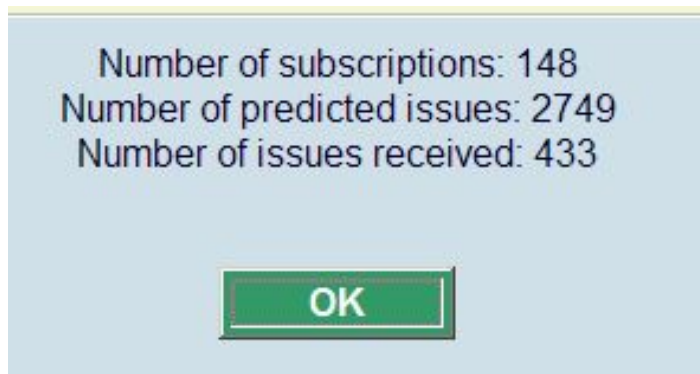 Number of subscriptions: 148
Number of predicted issues: 2749
Number of issues received: 433
OK